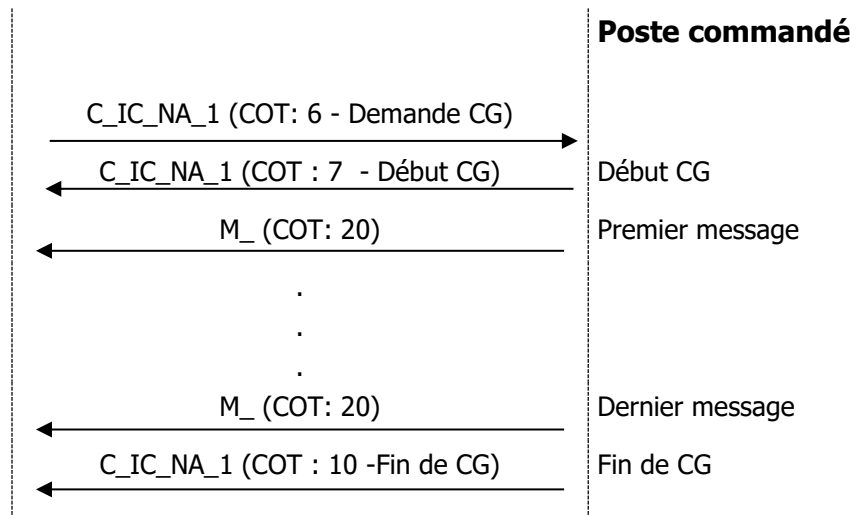 Poste commandé
C_IC_NA_1 (COT: 6 - Demande CG)
C_IC_NA_1 (COT : 7  - Début CG)
Début CG
M_ (COT: 20)
Premier message
.
.
.
M_ (COT: 20)
Dernier message
C_IC_NA_1 (COT : 10 -Fin de CG)
Fin de CG